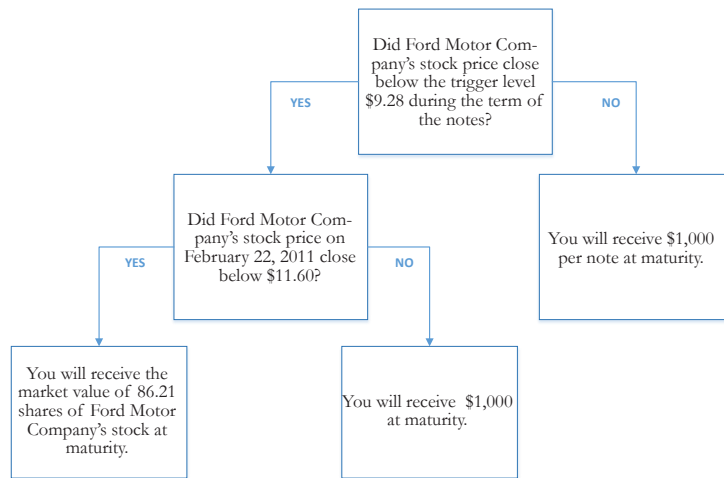 Did Ford Motor Com-
pany's stock price close
below the trigger level
$9.28 during the term of
the notes?
YES
NO
Did Ford Motor Com-
pany's stock price on
February 22, 2011 close
below $11.60?
You will receive $1,000
per note at maturity.
YES
NO
You will receive the
market value of 86.21
shares of Ford Motor
Company's stock at
maturity.
You will receive $1,000
at maturity.